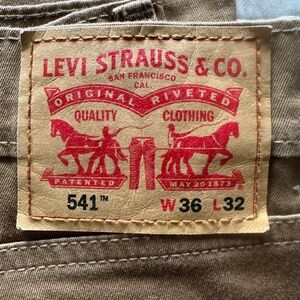 LEVI STRAUSS & CO.
SAN FRANCISCO
CAL.
ORIGINAL RIVETED
QUALITY CLOTHING
PATENTED MAY 20 1873
541™ W 36 L 32